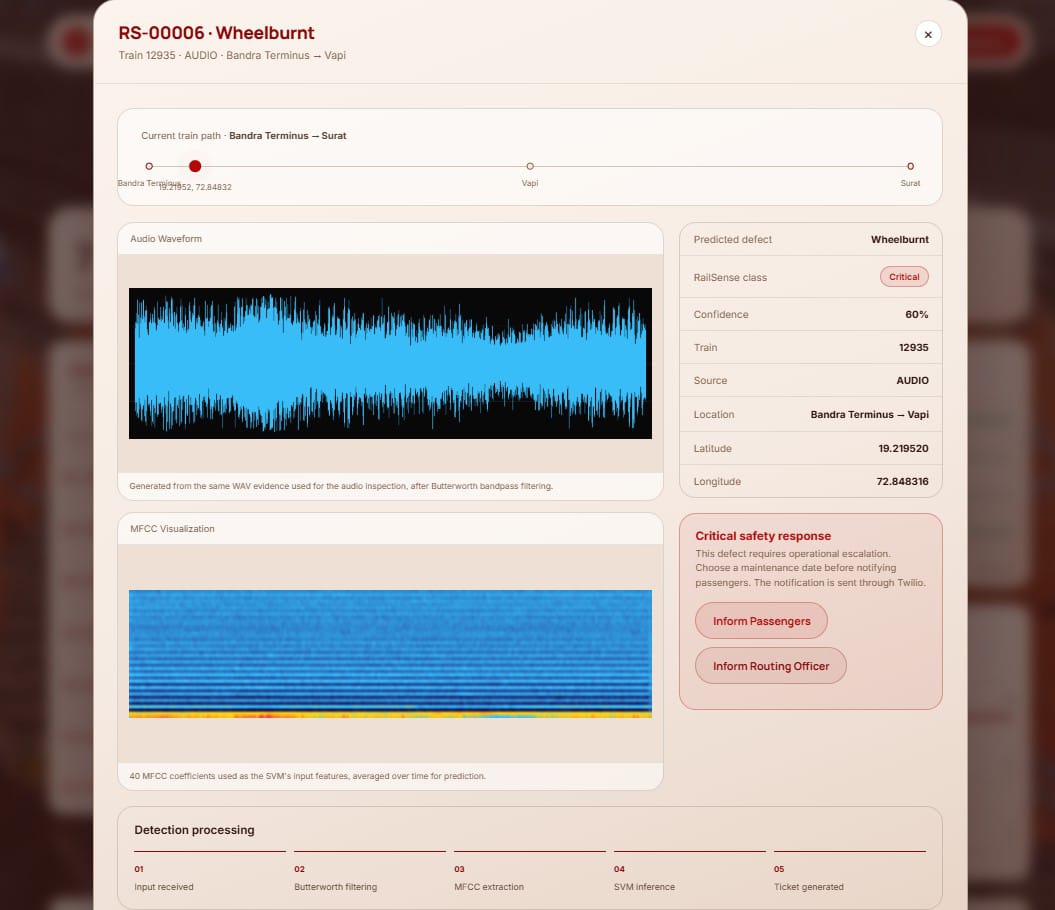 RS-00006 · Wheelburnt
Train 12935 · AUDIO · Bandra Terminus → Vapi
×
Current train path · Bandra Terminus → Surat
Bandra Terminus
19.21952, 72.84832
Vapi
Surat
Audio Waveform
Generated from the same WAV evidence used for the audio inspection, after Butterworth bandpass filtering.
Predicted defect Wheelburnt
RailSense class Critical
Confidence 60%
Train 12935
Source AUDIO
Location Bandra Terminus → Vapi
Latitude 19.219520
Longitude 72.848316
MFCC Visualization
40 MFCC coefficients used as the SVM's input features, averaged over time for prediction.
Critical safety response
This defect requires operational escalation.
Choose a maintenance date before notifying
passengers. The notification is sent through Twilio.
Inform Passengers
Inform Routing Officer
Detection processing
01
Input received
02
Butterworth filtering
03
MFCC extraction
04
SVM inference
05
Ticket generated